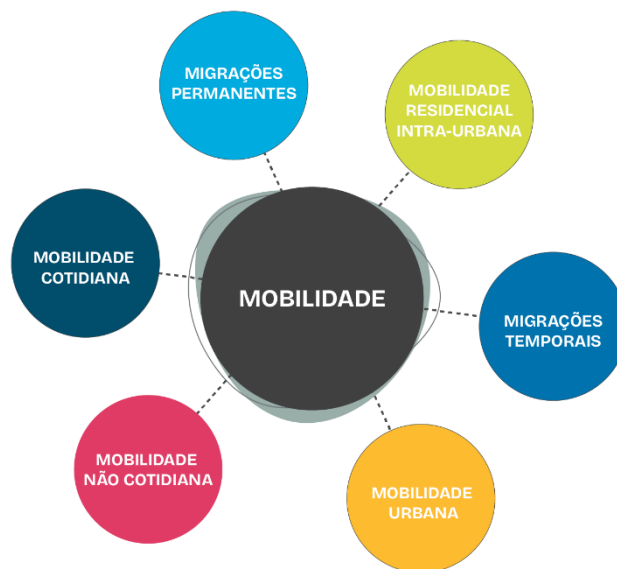 MIGRAÇÕES
PERMANENTES
MOBILIDADE
RESIDENCIAL
INTRA-URBANA
MOBILIDADE
COTIDIANA
MOBILIDADE
MIGRAÇÕES
TEMPORAIS
MOBILIDADE
NÃO COTIDIANA
MOBILIDADE
URBANA